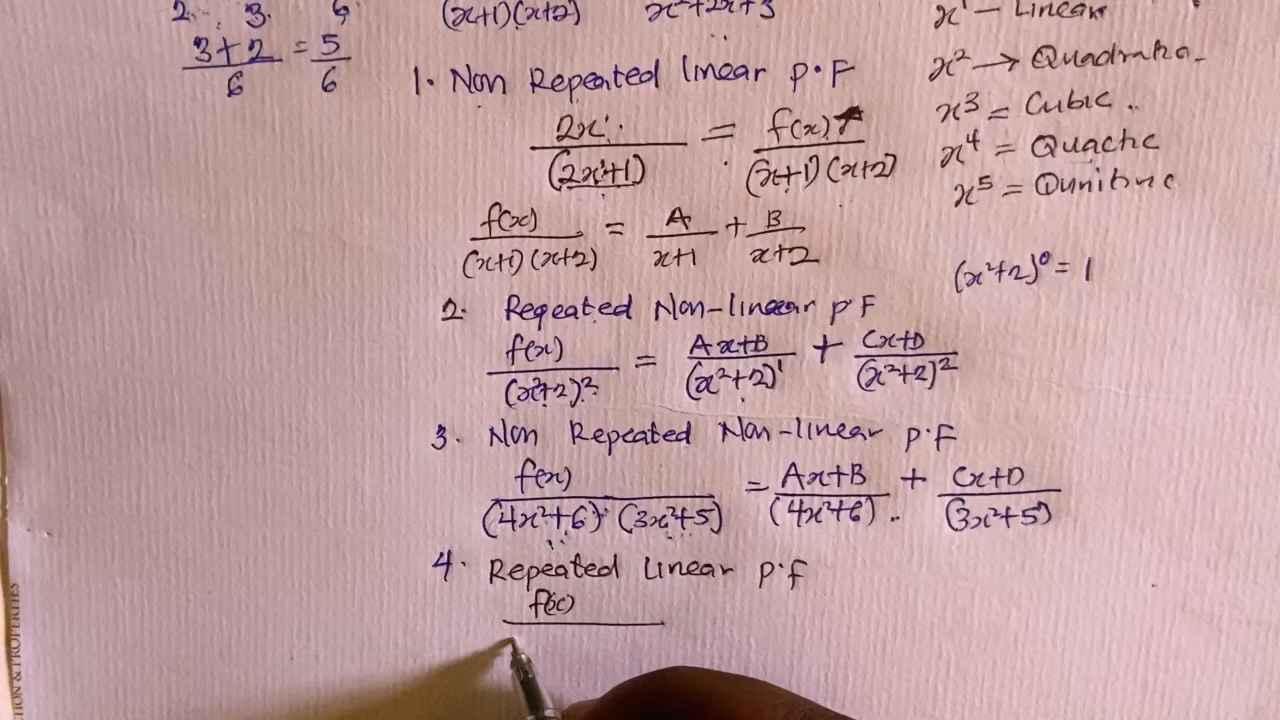 2. 3. 6
3+2/6 = 5/6
(x+1)(x+2) x²+2x+3
x¹ – Linear
x² → Quadratic
x³ = Cubic
x⁴ = Quactic
x⁵ =
(x²+2)⁰ = 1
1. Non Repeated linear P.F
2x/(2x+1) = f(x)/(x+1)(x+2)
f(x)/(x+1)(x+2) = A/x+1 + B/x+2
2. Repeated Non-linear P.F
f(x)/(x²+2)² = Ax+B/(x²+2)¹ + Cx+D/(x²+2)²
3. Non Repeated Non-linear P.F
f(x)/(4x²+6)(3x²+5) = Ax+B/(4x²+6) + Cx+D/(3x²+5)
4. Repeated Linear P.F
f(x)
TION & PROPERTIES